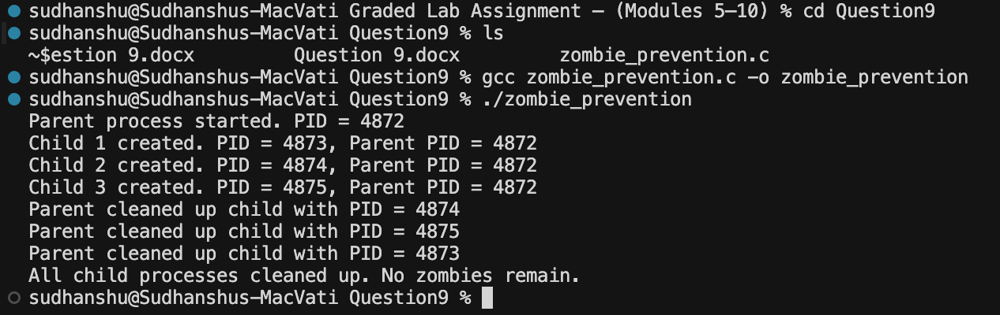 sudhanshu@Sudhanshus-MacVati Graded Lab Assignment – (Modules 5–10) % cd Question9
sudhanshu@Sudhanshus-MacVati Question9 % ls
~$estion 9.docx         Question 9.docx         zombie_prevention.c
sudhanshu@Sudhanshus-MacVati Question9 % gcc zombie_prevention.c -o zombie_prevention
sudhanshu@Sudhanshus-MacVati Question9 % ./zombie_prevention
Parent process started. PID = 4872
Child 1 created. PID = 4873, Parent PID = 4872
Child 2 created. PID = 4874, Parent PID = 4872
Child 3 created. PID = 4875, Parent PID = 4872
Parent cleaned up child with PID = 4874
Parent cleaned up child with PID = 4875
Parent cleaned up child with PID = 4873
All child processes cleaned up. No zombies remain.
sudhanshu@Sudhanshus-MacVati Question9 %